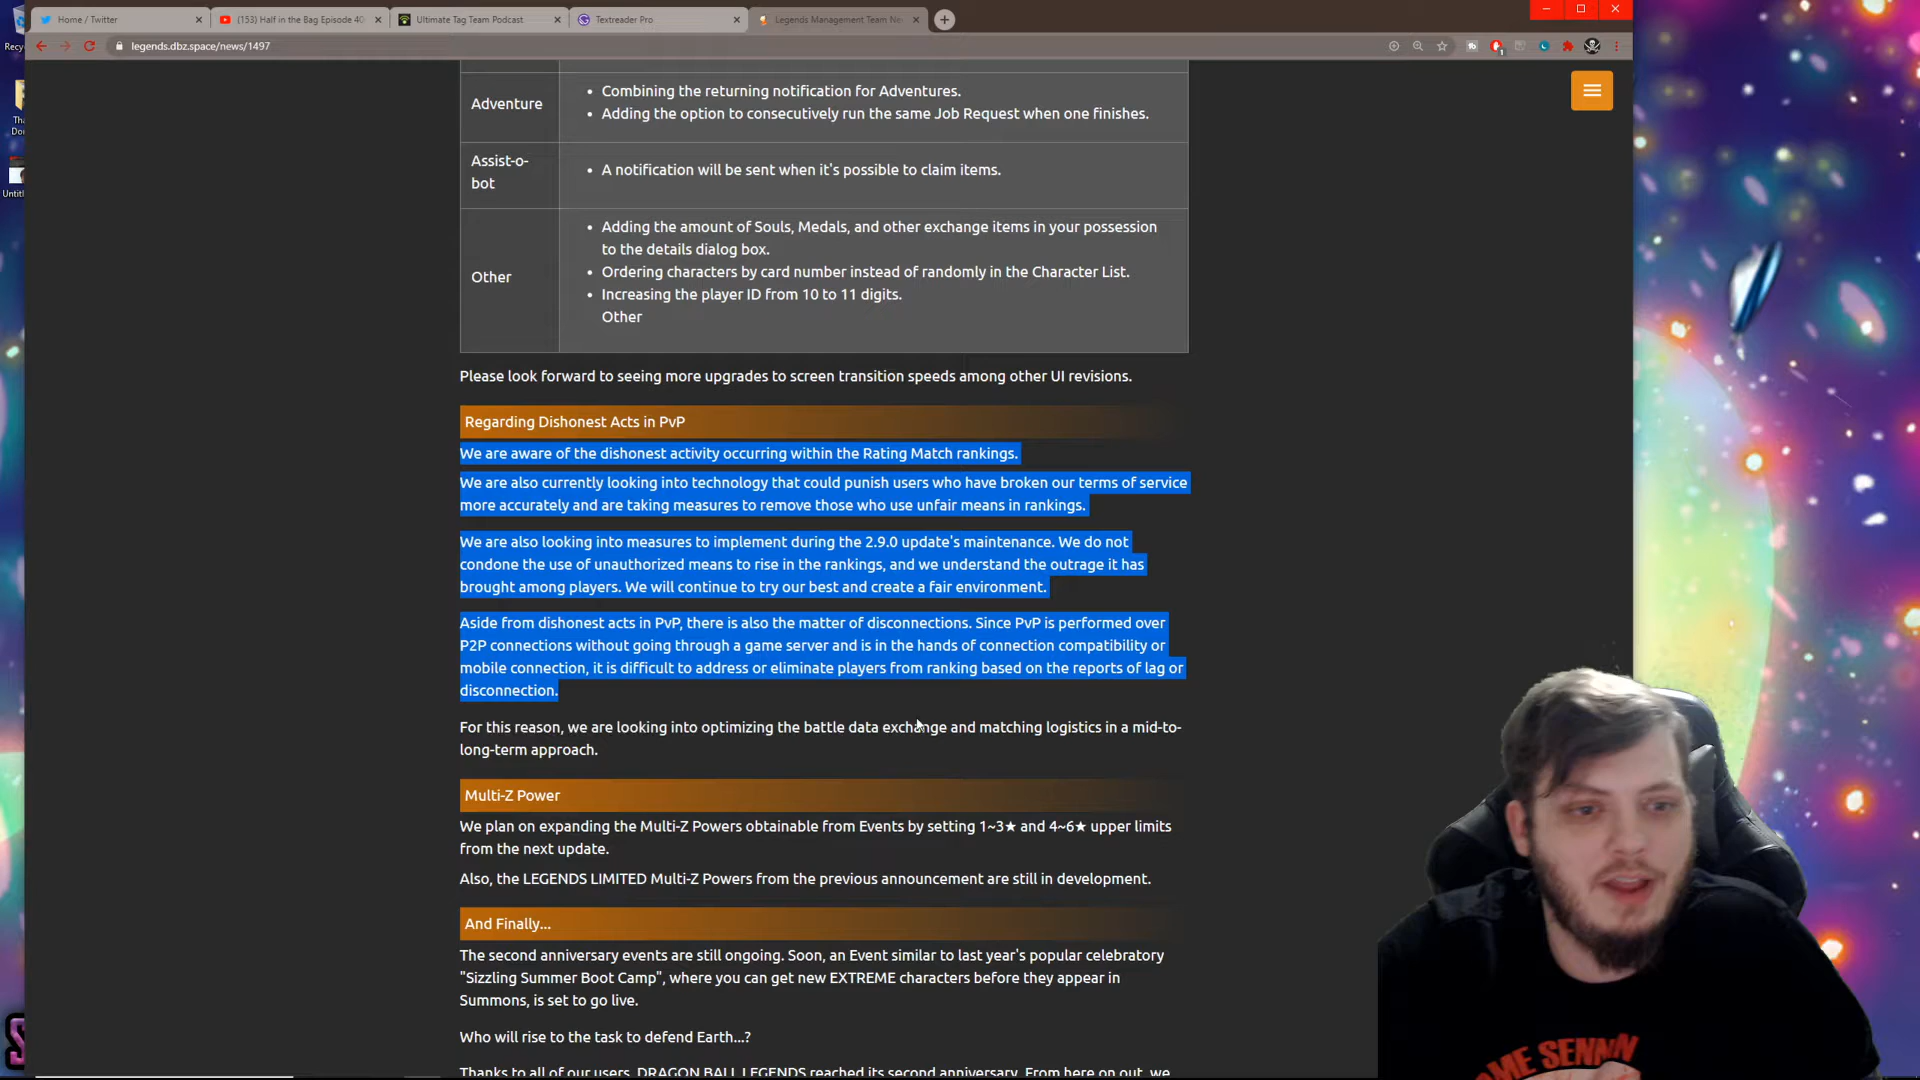 Home / Twitter
(153) Half in the Bag Episode 40
Ultimate Tag Team Podcast
Textreader Pro
Legends Management Team Ne
legends.dbz.space/news/1497
Adventure
• Combining the returning notification for Adventures.
• Adding the option to consecutively run the same Job Request when one finishes.
Assist-o-
bot
• A notification will be sent when it's possible to claim items.
Other
• Adding the amount of Souls, Medals, and other exchange items in your possession
to the details dialog box.
• Ordering characters by card number instead of randomly in the Character List.
• Increasing the player ID from 10 to 11 digits.
Other
Please look forward to seeing more upgrades to screen transition speeds among other UI revisions.
Regarding Dishonest Acts in PvP
We are aware of the dishonest activity occurring within the Rating Match rankings.
We are also currently looking into technology that could punish users who have broken our terms of service
more accurately and are taking measures to remove those who use unfair means in rankings.
We are also looking into measures to implement during the 2.9.0 update's maintenance. We do not
condone the use of unauthorized means to rise in the rankings, and we understand the outrage it has
brought among players. We will continue to try our best and create a fair environment.
Aside from dishonest acts in PvP, there is also the matter of disconnections. Since PvP is performed over
P2P connections without going through a game server and is in the hands of connection compatibility or
mobile connection, it is difficult to address or eliminate players from ranking based on the reports of lag or
disconnection.
For this reason, we are looking into optimizing the battle data exchange and matching logistics in a mid-to-
long-term approach.
Multi-Z Power
We plan on expanding the Multi-Z Powers obtainable from Events by setting 1~3★ and 4~6★ upper limits
from the next update.
Also, the LEGENDS LIMITED Multi-Z Powers from the previous announcement are still in development.
And Finally...
The second anniversary events are still ongoing. Soon, an Event similar to last year's popular celebratory
"Sizzling Summer Boot Camp", where you can get new EXTREME characters before they appear in
Summons, is set to go live.
Who will rise to the task to defend Earth...?
Thanks to all of our users, DRAGON BALL LEGENDS reached its second anniversary. From here on out, we